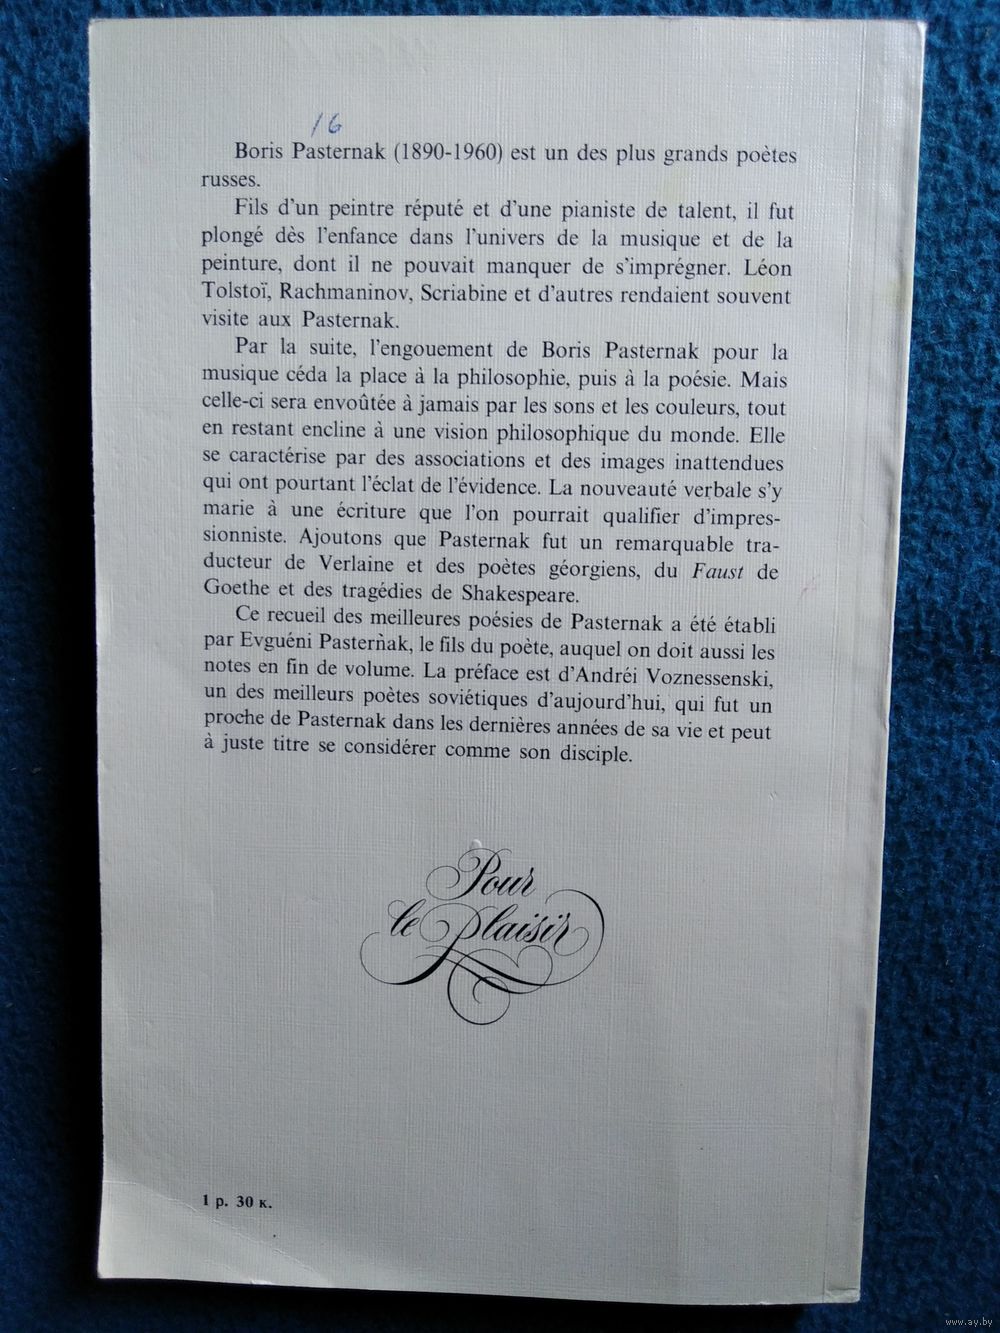 16
Boris Pasternak (1890-1960) est un des plus grands poètes
russes.
Fils d'un peintre réputé et d'une pianiste de talent, il fut
plongé dès l'enfance dans l'univers de la musique et de la
peinture, dont il ne pouvait manquer de s'imprégner. Léon
Tolstoï, Rachmaninov, Scriabine et d'autres rendaient souvent
visite aux Pasternak.
Par la suite, l'engouement de Boris Pasternak pour la
musique céda la place à la philosophie, puis à la poésie. Mais
celle-ci sera envoûtée à jamais par les sons et les couleurs, tout
en restant encline à une vision philosophique du monde. Elle
se caractérise par des associations et des images inattendues
qui ont pourtant l'éclat de l'évidence. La nouveauté verbale s'y
marie à une écriture que l'on pourrait qualifier d'impres-
sionniste. Ajoutons que Pasternak fut un remarquable tra-
ducteur de Verlaine et des poètes géorgiens, du Faust de
Goethe et des tragédies de Shakespeare.
Ce recueil des meilleures poésies de Pasternak a été établi
par Evguéni Pasternak, le fils du poète, auquel on doit aussi les
notes en fin de volume. La préface est d'Andréi Voznessenski,
un des meilleurs poètes soviétiques d'aujourd'hui, qui fut un
proche de Pasternak dans les dernières années de sa vie et peut
à juste titre se considérer comme son disciple.
Pour
le plaisir
1 р. 30 к.
www.ay.by